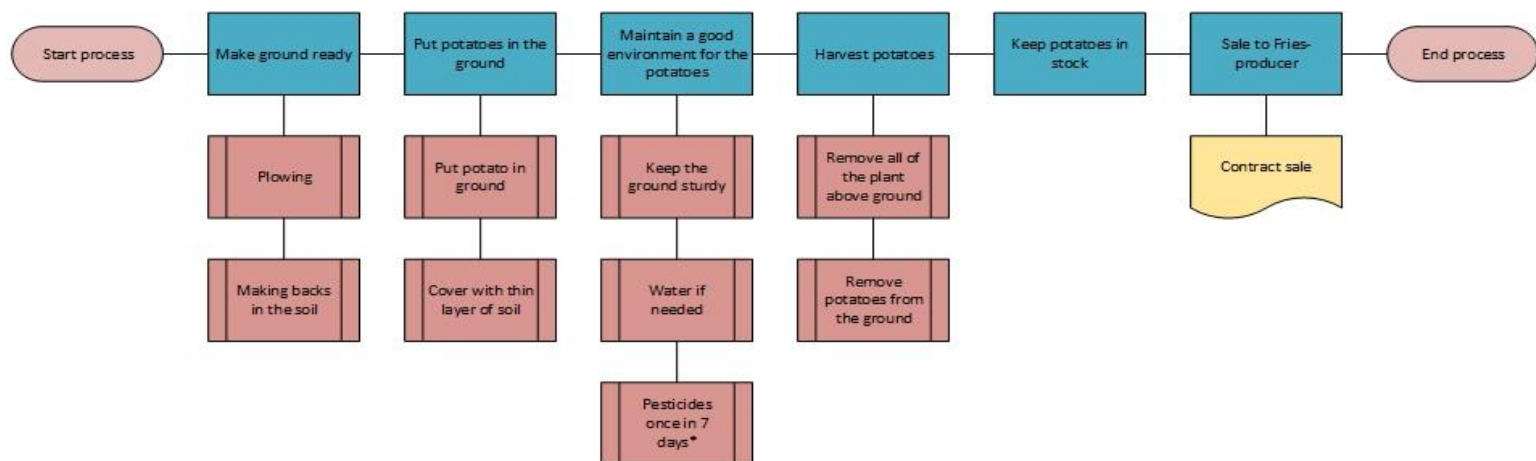 Start process
Make ground ready
Put potatoes in the
ground
Maintain a good
environment for the
potatoes
Harvest potatoes
Keep potatoes in
stock
Sale to Fries-
producer
End process
Plowing
Put potato in
ground
Keep the
ground sturdy
Remove all of
the plant
above ground
Contract sale
Making backs
in the soil
Cover with thin
layer of soil
Water if
needed
Remove
potatoes from
the ground
Pesticides
once in 7
days*